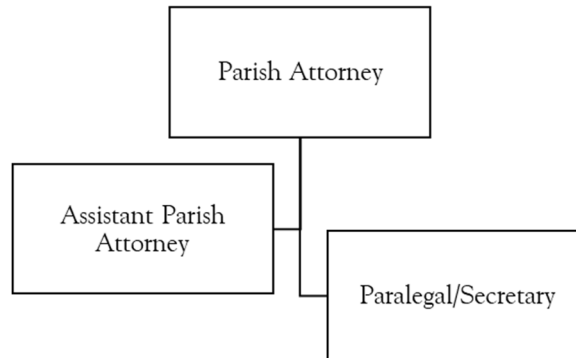 Parish Attorney
Assistant Parish
Attorney
Paralegal/Secretary